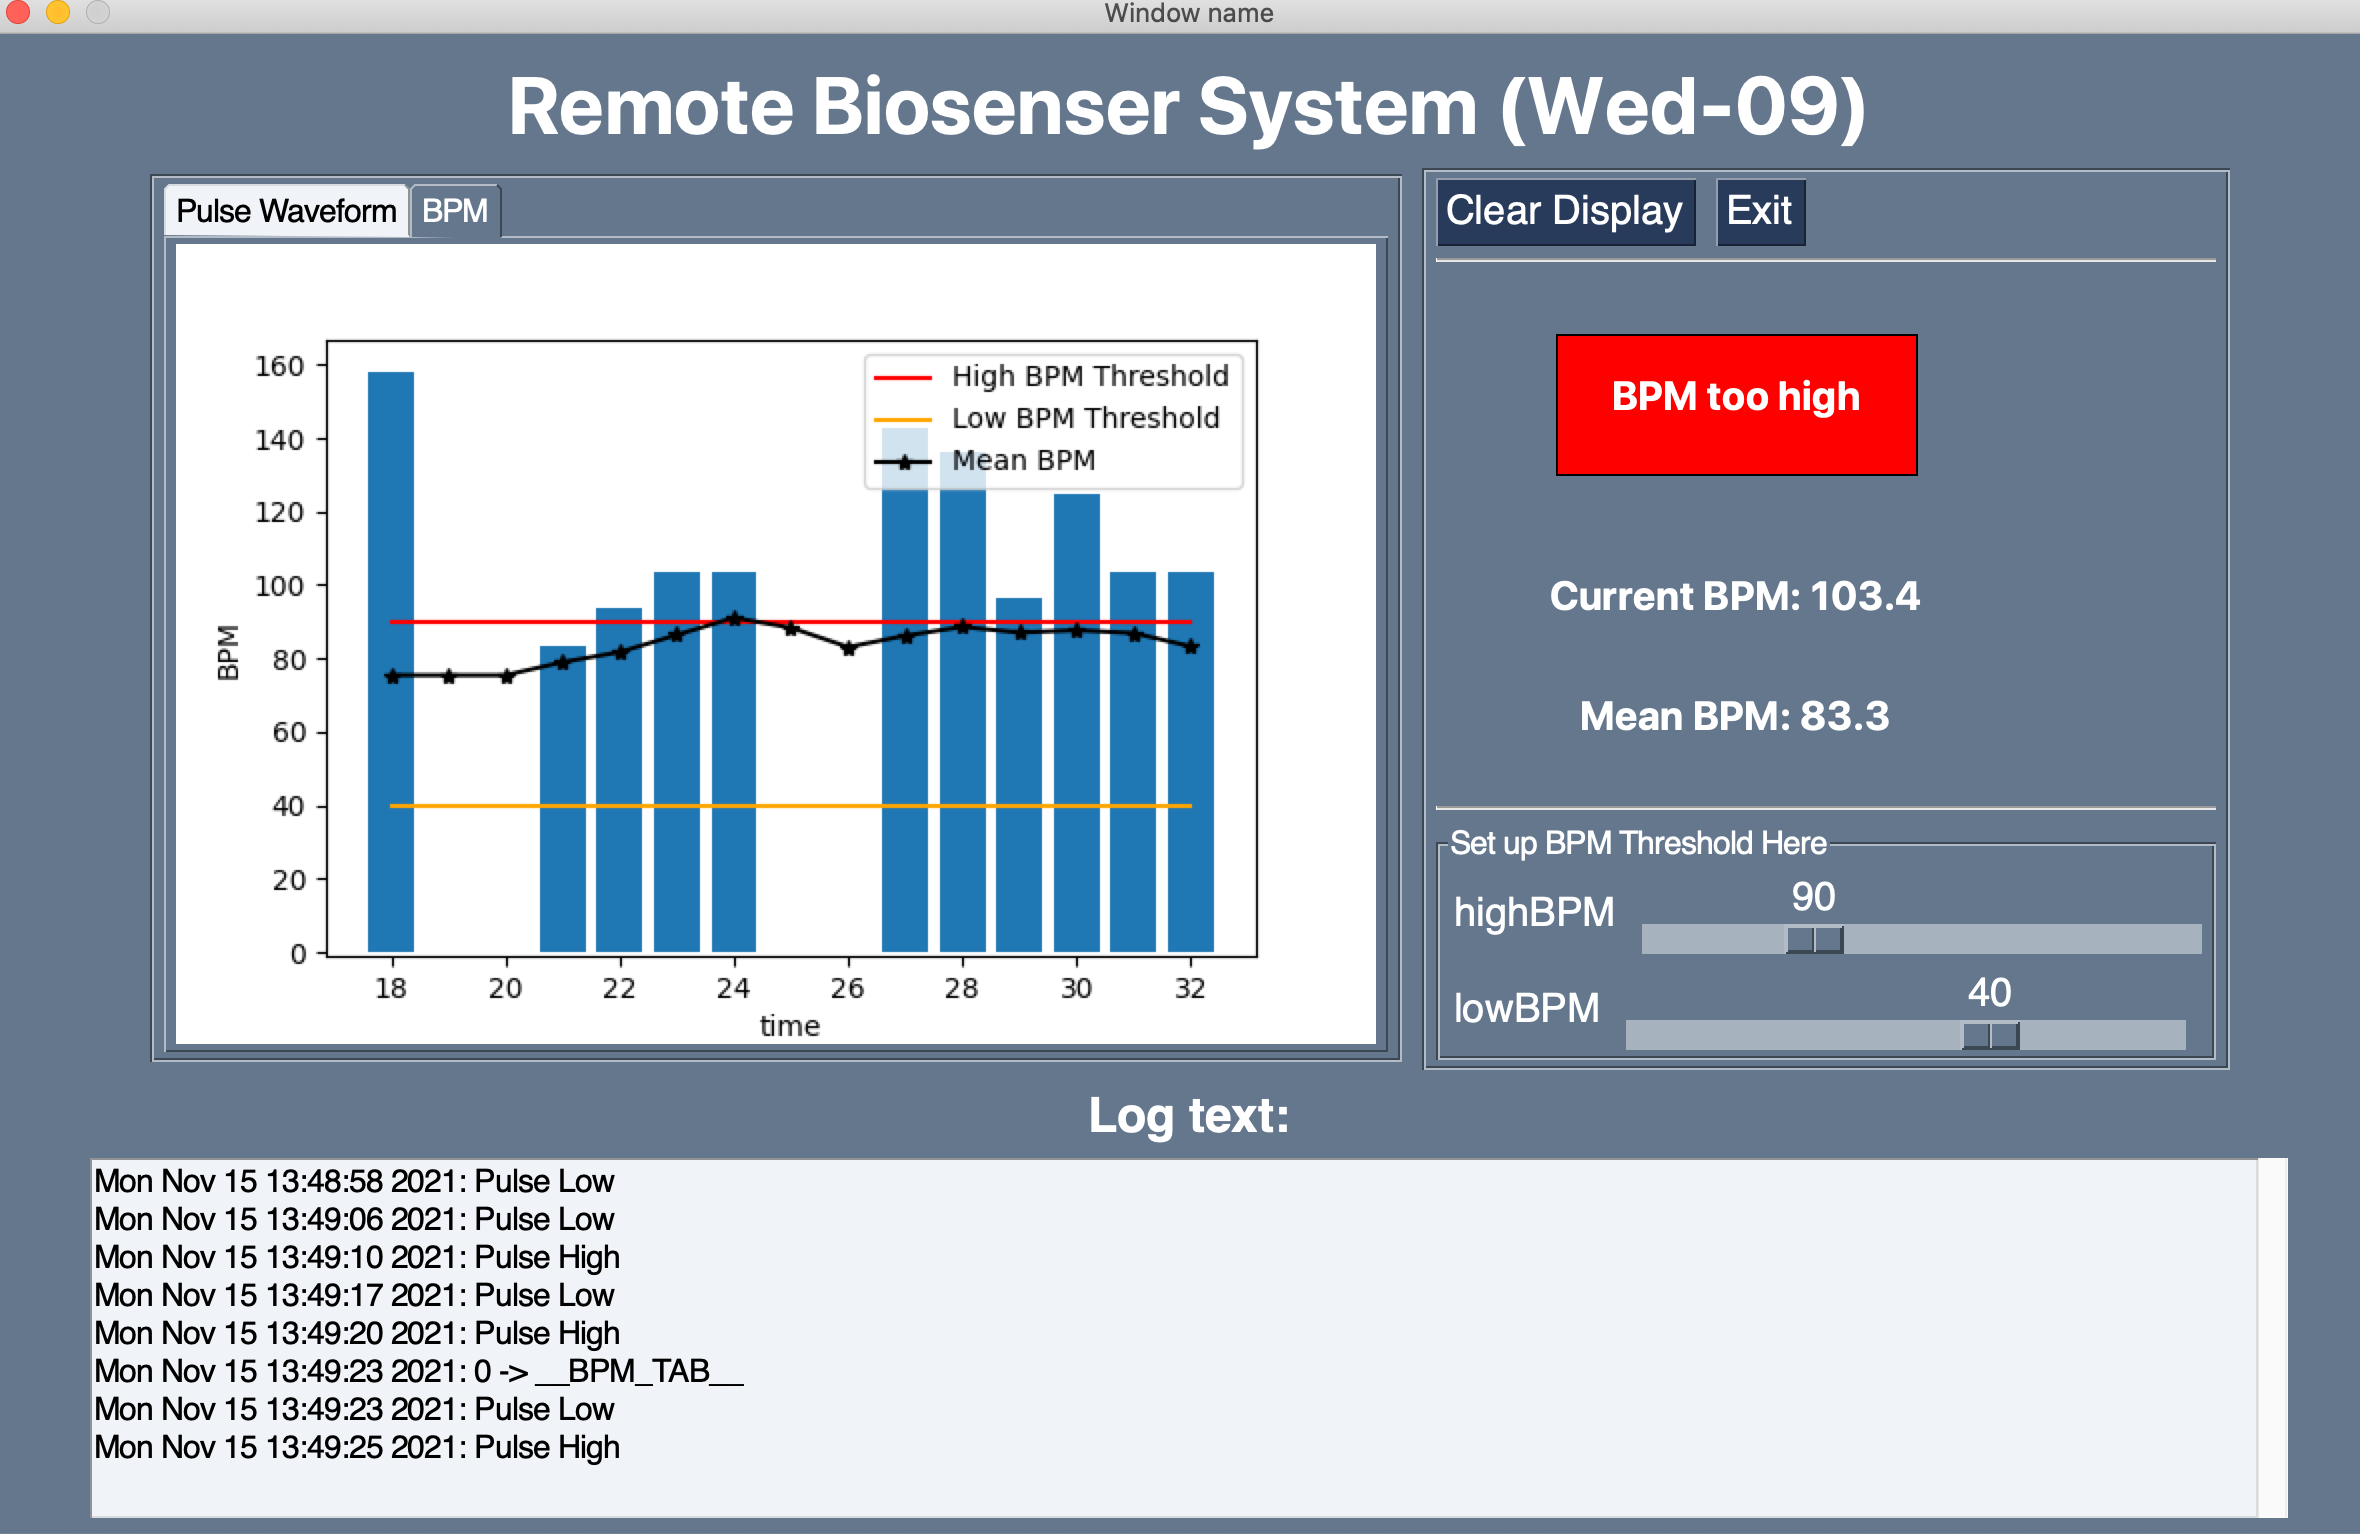 Window name
Remote Biosenser System (Wed-09)
Pulse Waveform BPM
Clear Display Exit
160
140
120
100
80
60
40
20
0
BPM
High BPM Threshold
Low BPM Threshold
Mean BPM
18 20 22 24 26 28 30 32
time
BPM too high
Current BPM: 103.4
Mean BPM: 83.3
Set up BPM Threshold Here
90
highBPM
40
lowBPM
Log text:
Mon Nov 15 13:48:58 2021: Pulse Low
Mon Nov 15 13:49:06 2021: Pulse Low
Mon Nov 15 13:49:10 2021: Pulse High
Mon Nov 15 13:49:17 2021: Pulse Low
Mon Nov 15 13:49:20 2021: Pulse High
Mon Nov 15 13:49:23 2021: 0 -> __BPM_TAB__
Mon Nov 15 13:49:23 2021: Pulse Low
Mon Nov 15 13:49:25 2021: Pulse High